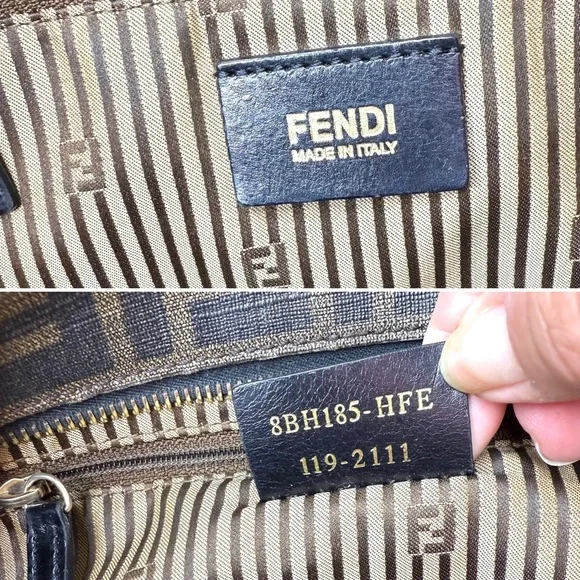 FENDI
MADE IN ITALY
8BH185-HFE
119-2111